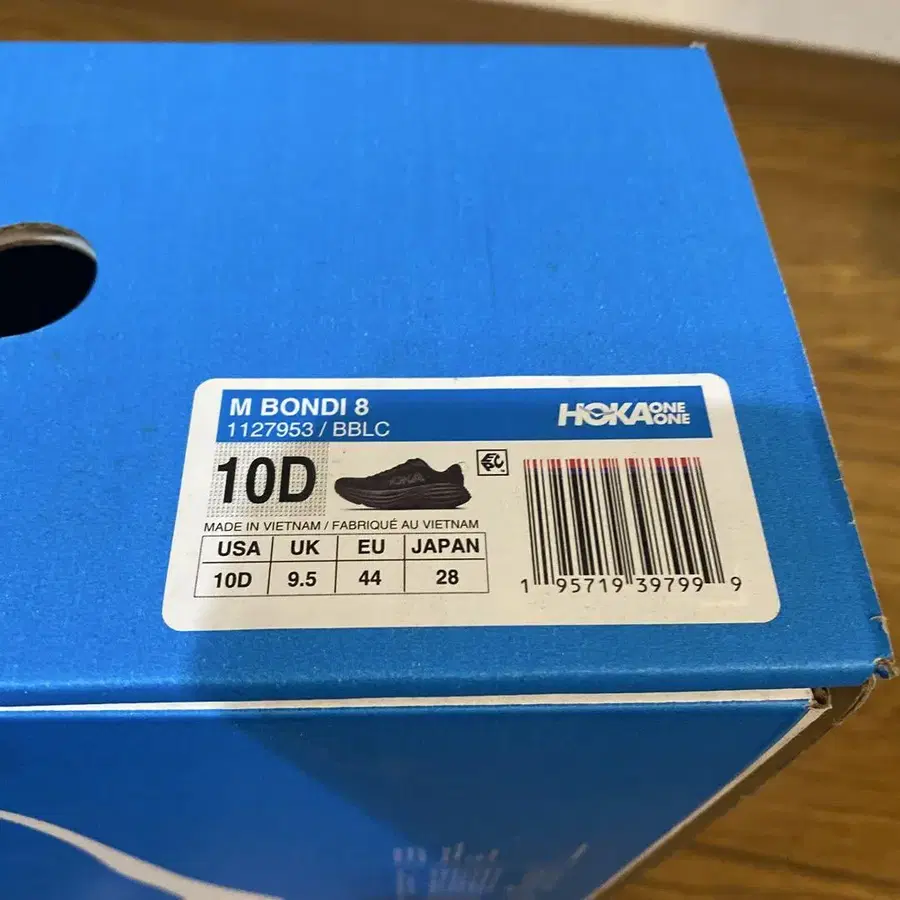 M BONDI 8
1127953 / BBLC
HOKA ONE ONE
10D
HOKA
MADE IN VIETNAM / FABRIQUÉ AU VIETNAM
USA UK EU JAPAN
10D 9.5 44 28
1 95719 39799 9